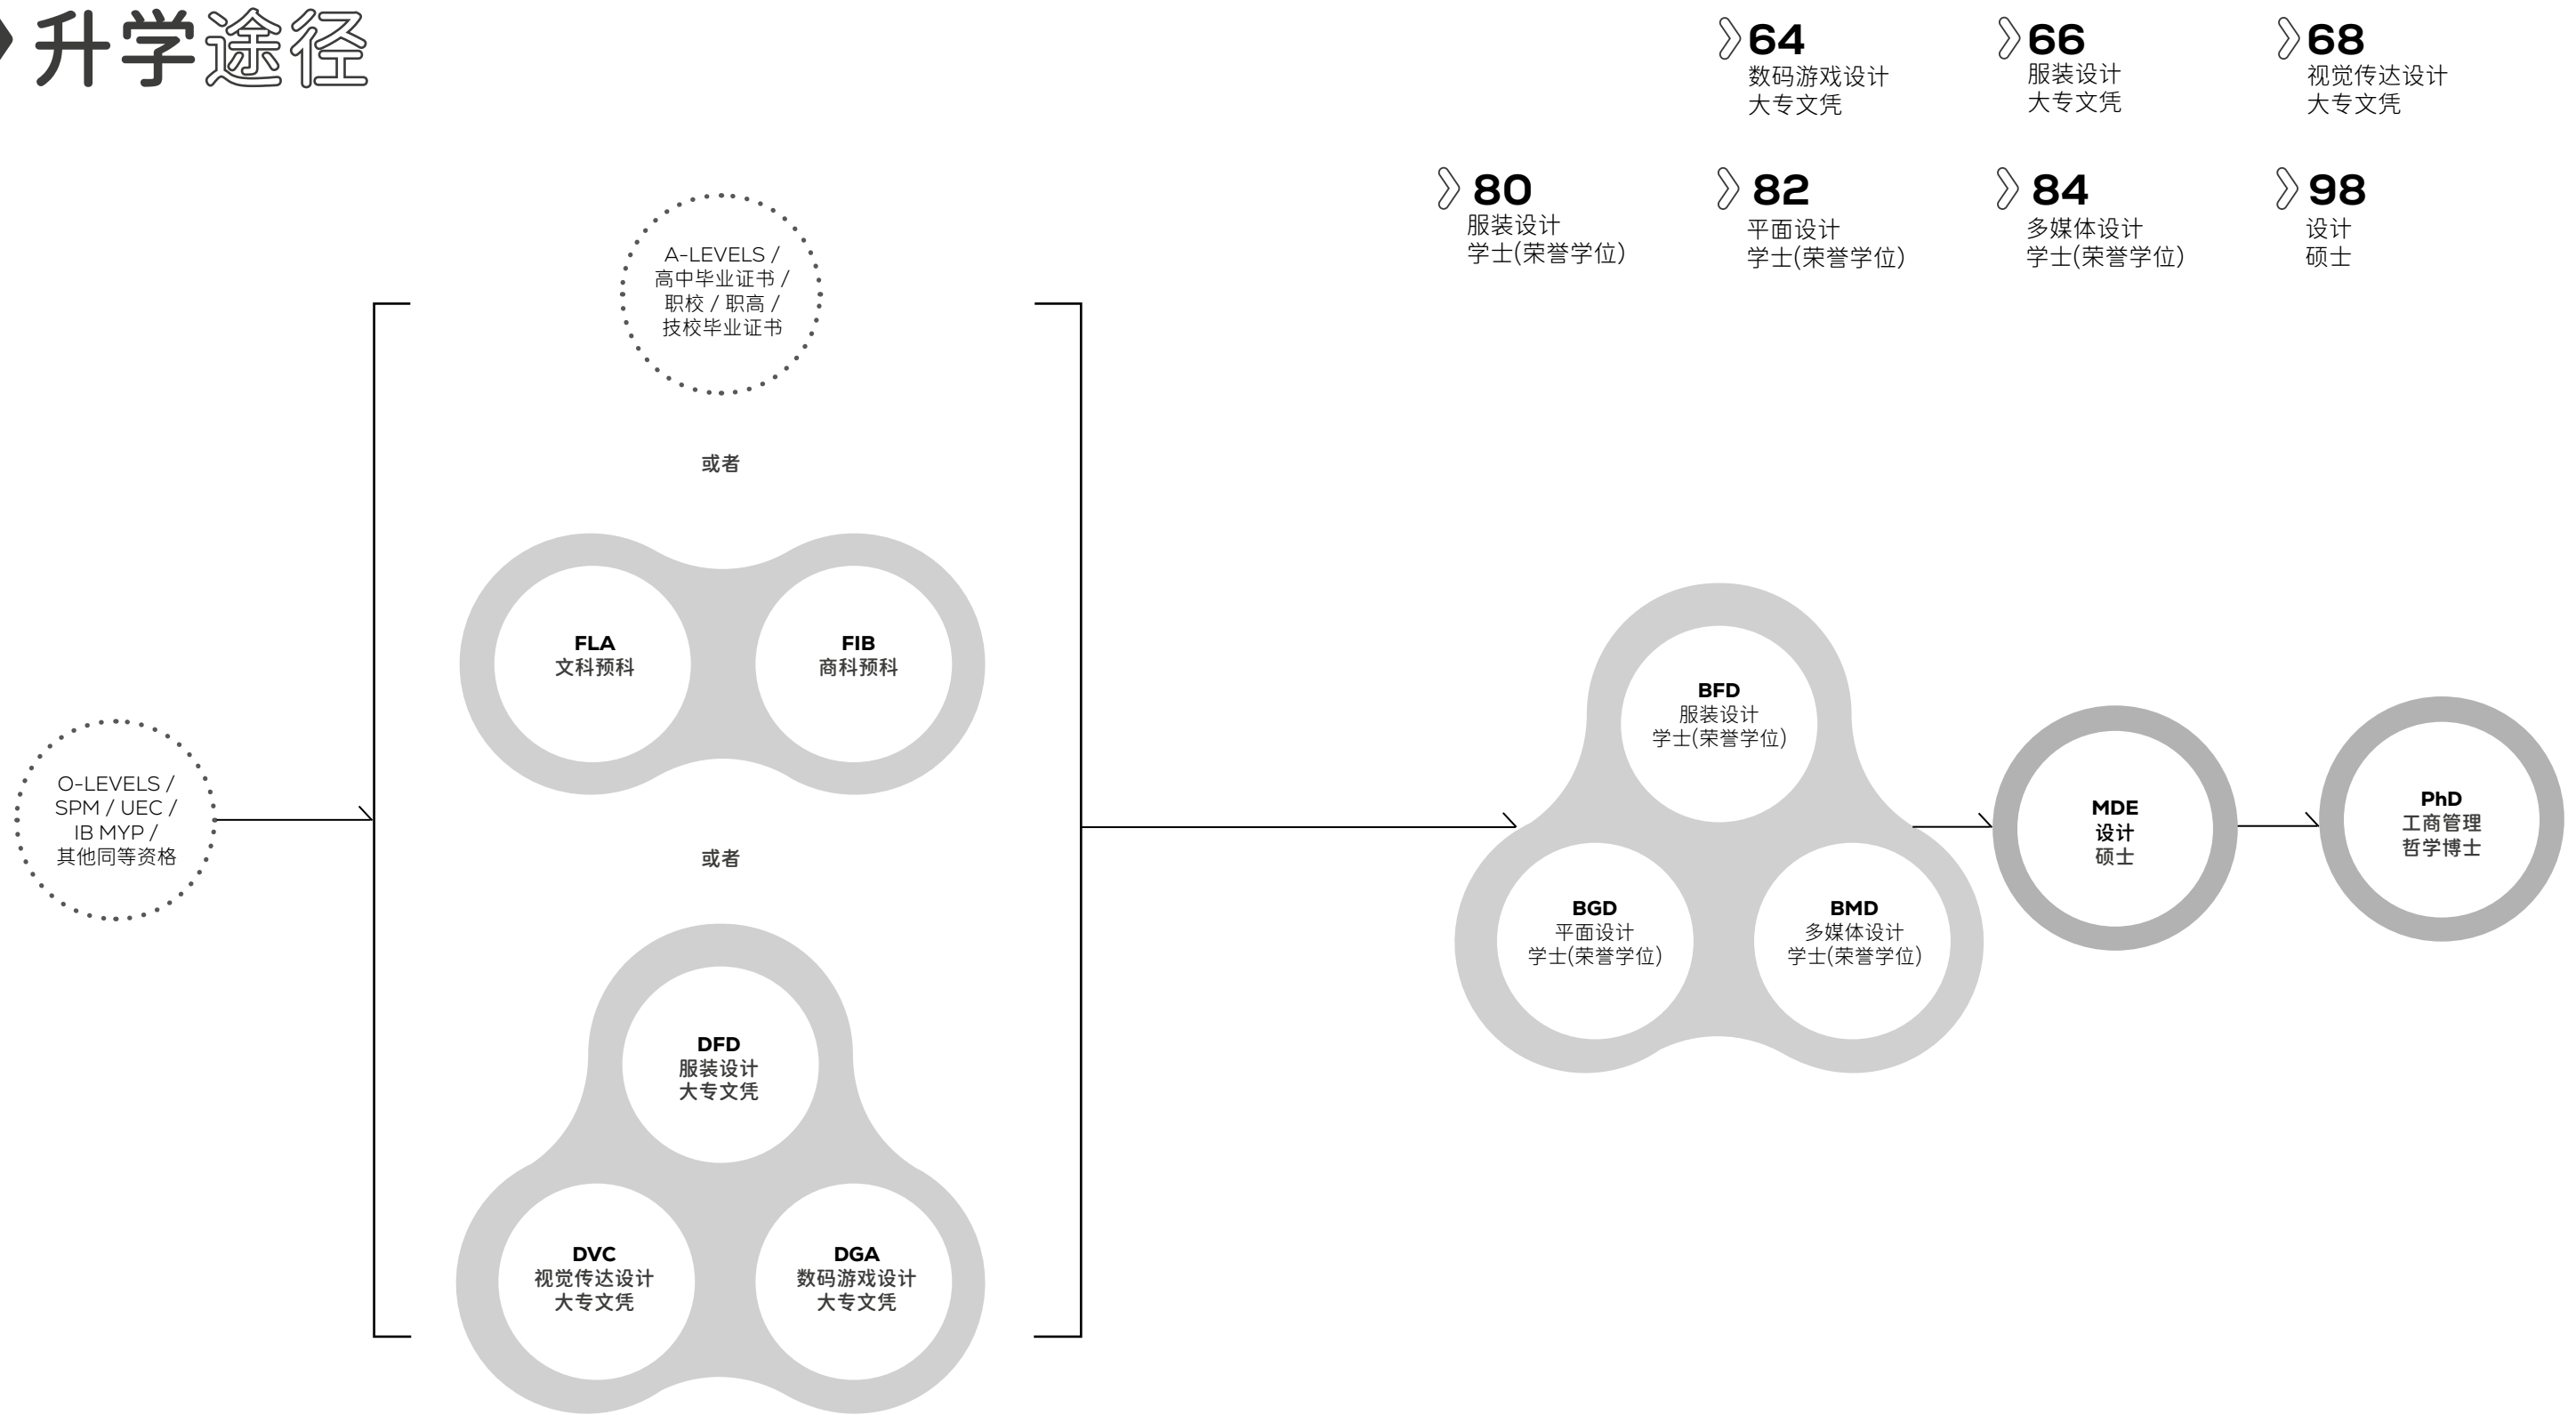 升学途径
64
数码游戏设计
大专文凭
66
服装设计
大专文凭
68
视觉传达设计
大专文凭
80
服装设计
学士(荣誉学位)
82
平面设计
学士(荣誉学位)
84
多媒体设计
学士(荣誉学位)
98
设计
硕士
A-LEVELS /
高中毕业证书 /
职校 / 职高 /
技校毕业证书
或者
FLA
文科预科
FIB
商科预科
O-LEVELS /
SPM / UEC /
IB MYP /
其他同等资格
或者
DFD
服装设计
大专文凭
DVC
视觉传达设计
大专文凭
DGA
数码游戏设计
大专文凭
BFD
服装设计
学士(荣誉学位)
BGD
平面设计
学士(荣誉学位)
BMD
多媒体设计
学士(荣誉学位)
MDE
设计
硕士
PhD
工商管理
哲学博士